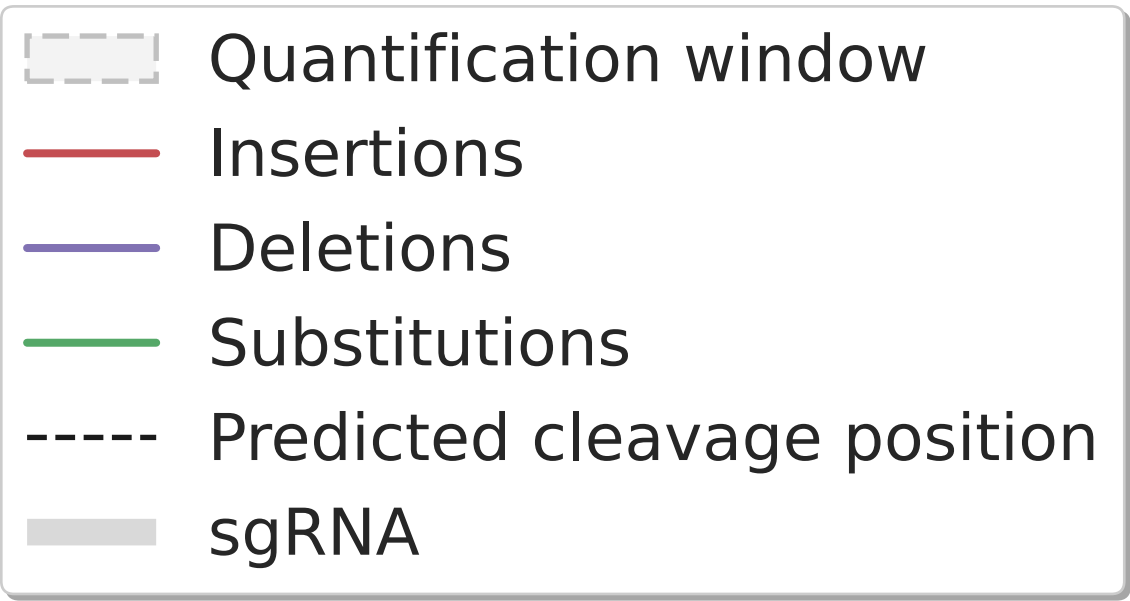 Quantification window
Insertions
Deletions
Substitutions
Predicted cleavage position
sgRNA